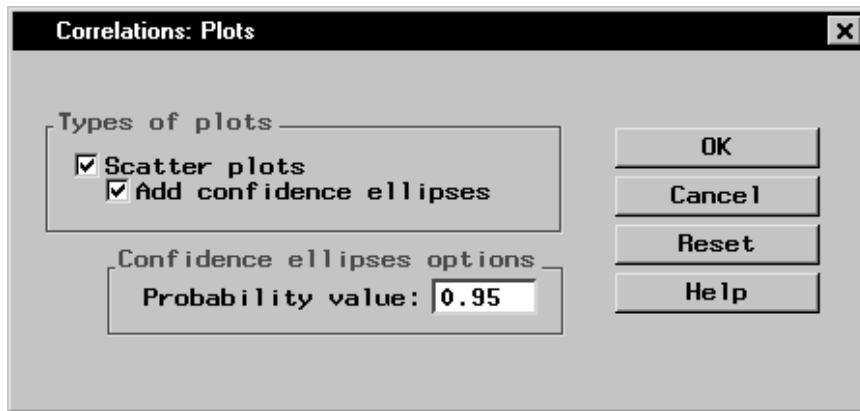 Correlations: Plots
Types of plots
Scatter plots
Add confidence ellipses
Confidence ellipses options
Probability value: 0.95
OK
Cancel
Reset
Help